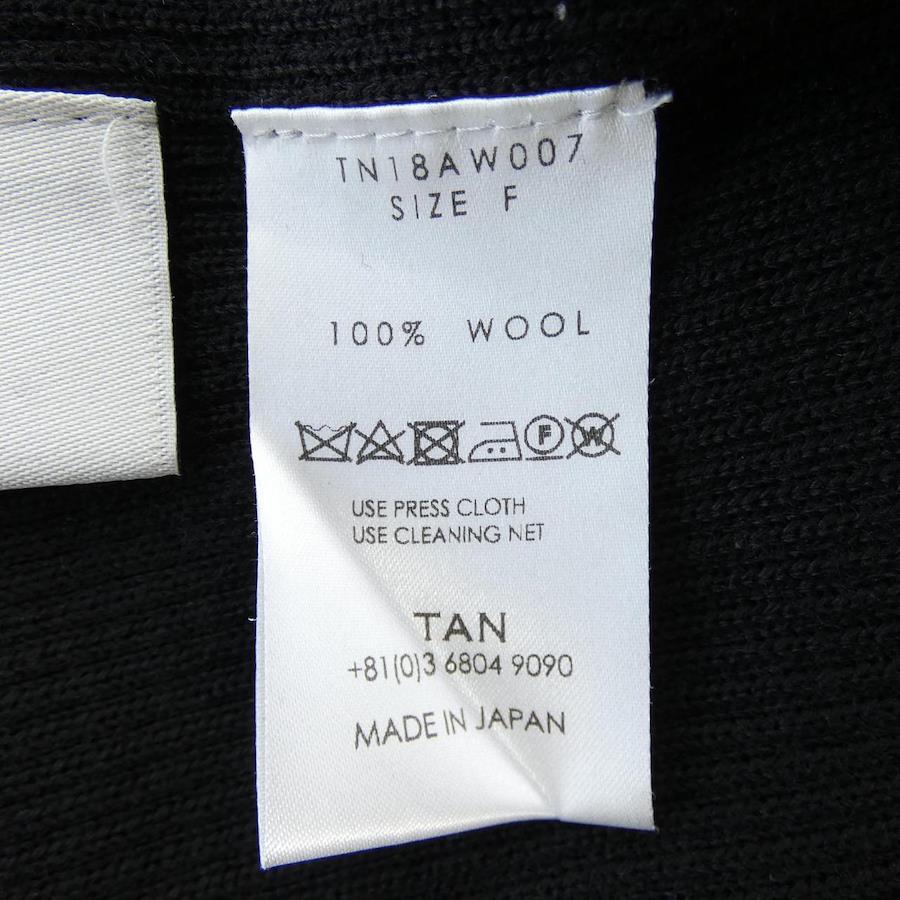 TN18AW007
SIZE F
100% WOOL
F W
USE PRESS CLOTH
USE CLEANING NET
TAN
+81(0)3 6804 9090
MADE IN JAPAN